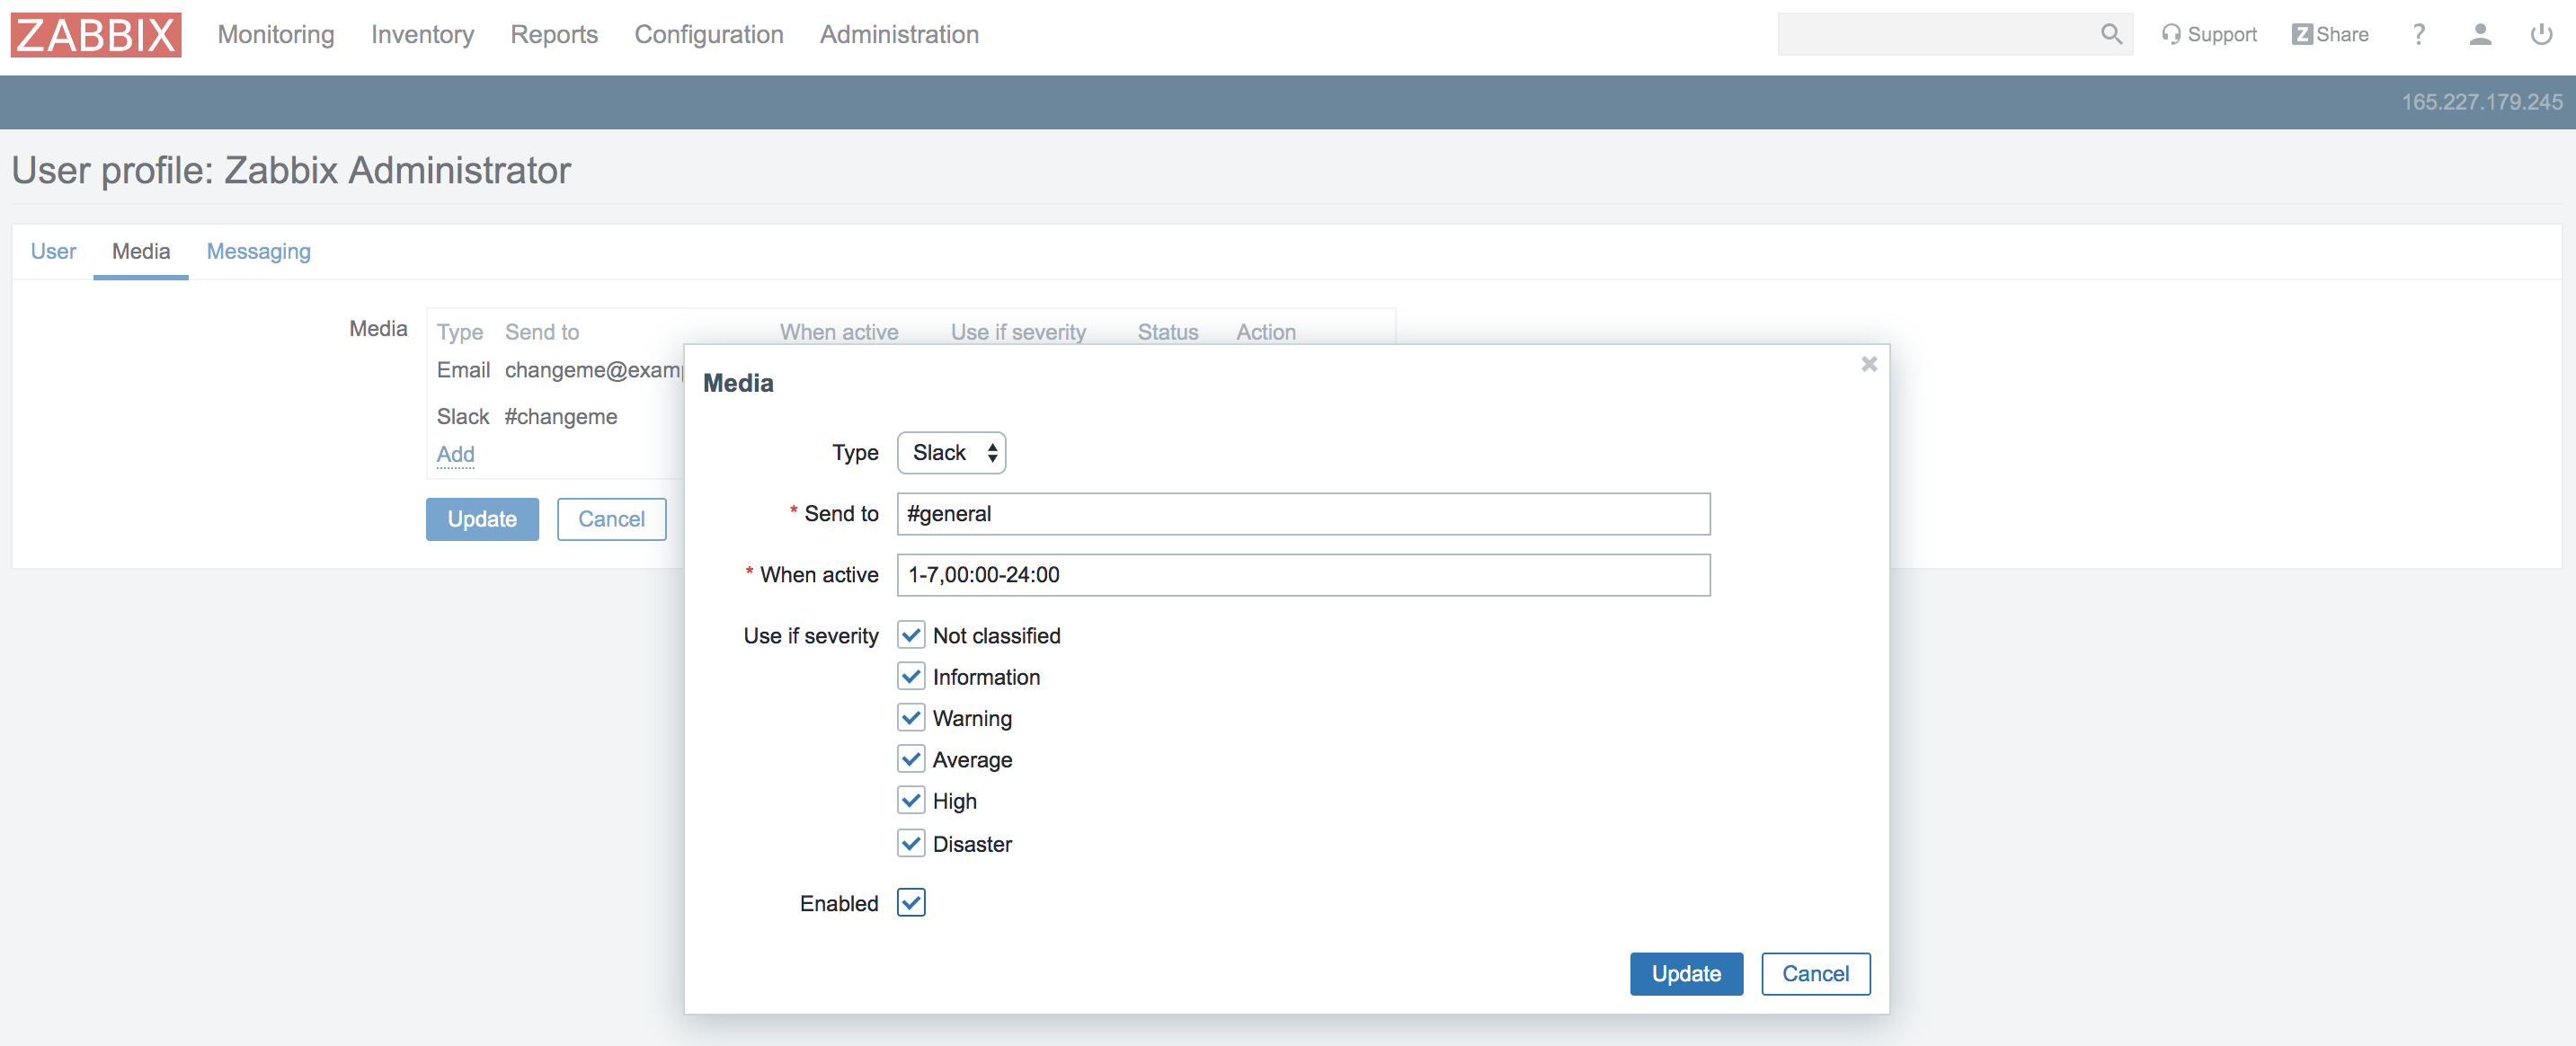 ZABBIX Monitoring Inventory Reports Configuration Administration Support Z Share ?
165.227.179.245
User profile: Zabbix Administrator
User Media Messaging
Media Type Send to When active Use if severity Status Action
Email changeme@examp
Slack #changeme
Add
Update Cancel
Media
Type Slack
* Send to #general
* When active 1-7,00:00-24:00
Use if severity Not classified
Information
Warning
Average
High
Disaster
Enabled
Update Cancel